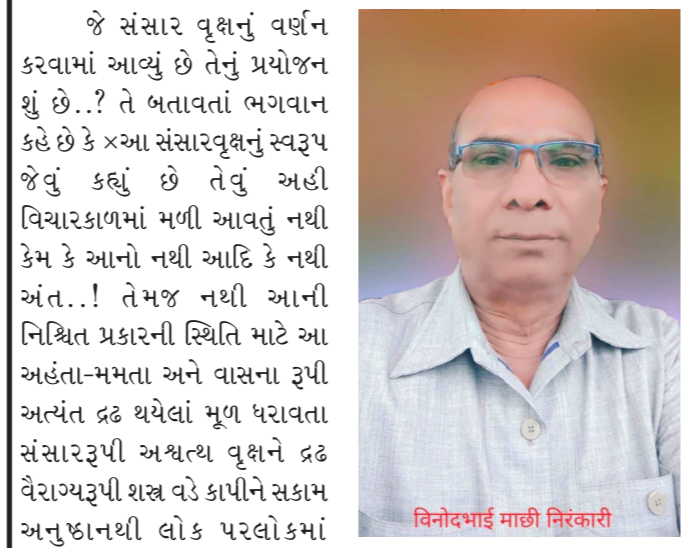 જે સંસાર વૃક્ષનું વર્ણન
કરવામાં આવ્યું છે તેનું પ્રયોજન
શું છે..? તે બતાવતાં ભગવાન
કહે છે કે ×આ સંસારવૃક્ષનું સ્વરૂપ
જેવું કહ્યું છે તેવું અહી
વિચારકાળમાં મળી આવતું નથી
કેમ કે આનો નથી આદિ કે નથી
અંત..! તેમજ નથી આની
નિશ્ચિત પ્રકારની સ્થિતિ માટે આ
અહંતા-મમતા અને વાસના રૂપી
અત્યંત દ્રઢ થયેલાં મૂળ ધરાવતા
સંસારરૂપી અશ્વત્થ વૃક્ષને દ્રઢ
વૈરાગ્યરૂપી શસ્ત્ર વડે કાપીને સકામ
અનુષ્ઠાનથી લોક પરલોકમાં
વિનોદભાઈ માછી નિરંકારી